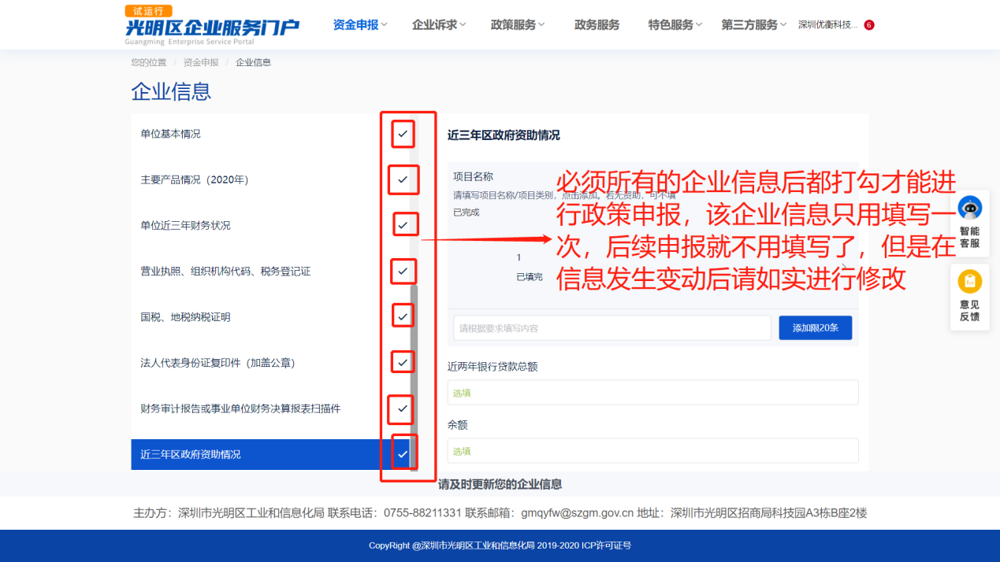 试运行
光明区企业服务门户
Guangming Enterprise Service Portal
资金申报
企业诉求
政策服务
政务服务
特色服务
第三方服务
深圳优衡科技...
6
您的位置 / 资金申报 / 企业信息
企业信息
单位基本情况
主要产品情况（2020年）
单位近三年财务状况
营业执照、组织机构代码、税务登记证
国税、地税纳税证明
法人代表身份证复印件（加盖公章）
财务审计报告或事业单位财务决算报表扫描件
近三年区政府资助情况
近三年区政府资助情况
项目名称
请填写项目名称/项目类别，点击添加。若无资助，可不填
已完成
必须所有的企业信息后都打勾才能进
行政策申报，该企业信息只用填写一
次，后续申报就不用填写了，但是在
信息发生变动后请如实进行修改
1
已填完
请根据要求填写内容
添加限20条
近两年银行贷款总额
选填
余额
选填
智能
客服
意见
反馈
请及时更新您的企业信息
主办方：深圳市光明区工业和信息化局 联系电话：0755-88211331 联系邮箱：gmqyfw@szgm.gov.cn 地址：深圳市光明区招商局科技园A3栋B座2楼
CopyRight @深圳市光明区工业和信息化局 2019-2020 ICP许可证号